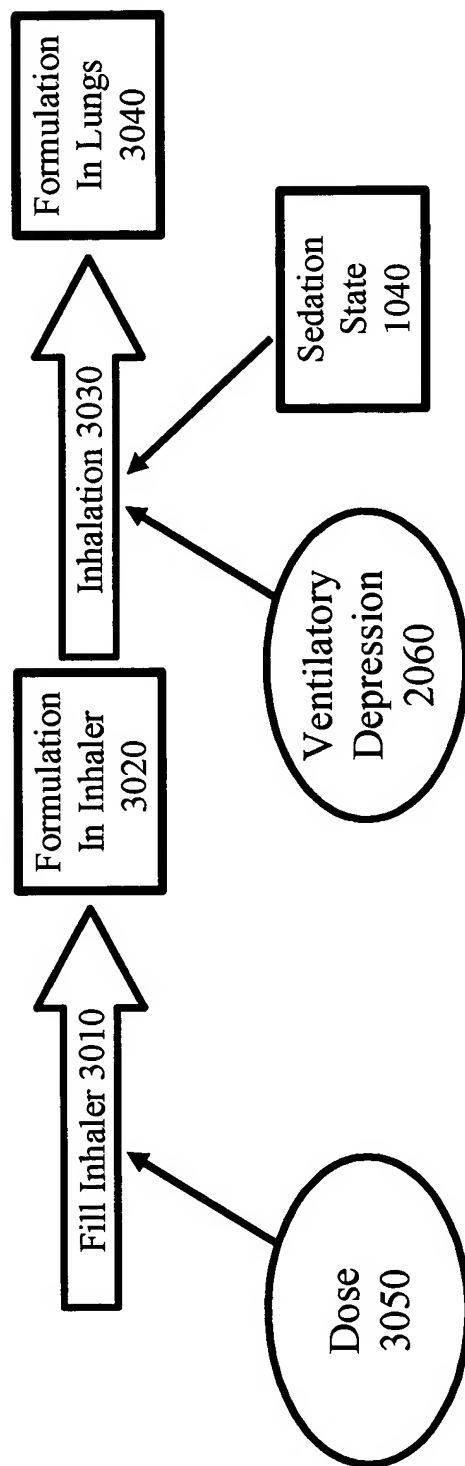 Fill Inhaler 3010
Formulation
In Inhaler
3020
Inhalation 3030
Formulation
In Lungs
3040
Dose
3050
Ventilatory
Depression
2060
Sedation
State
1040